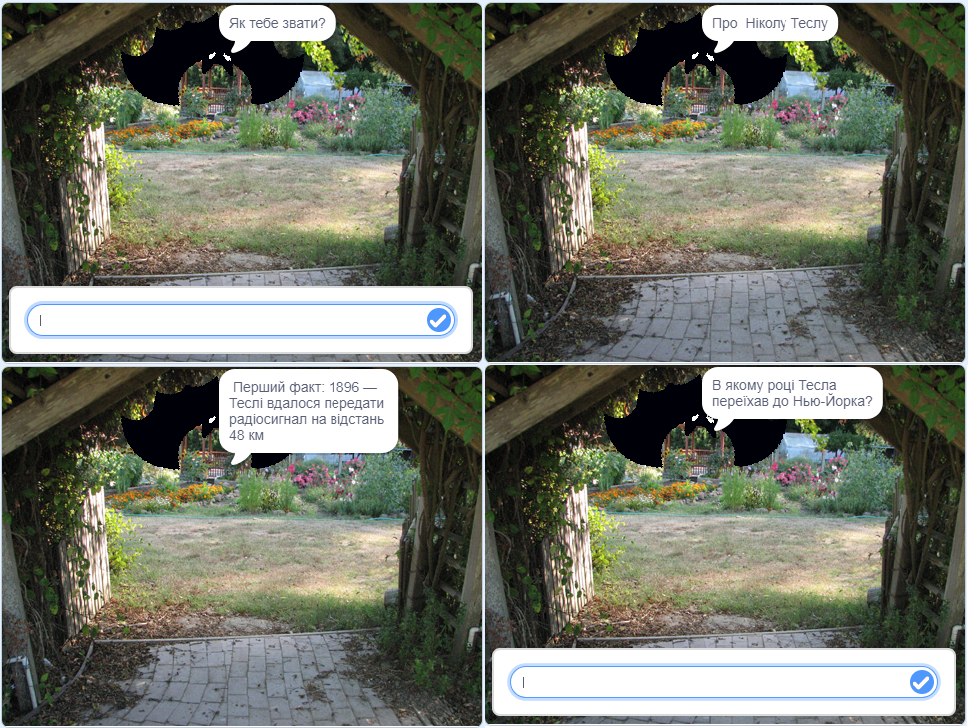 Як тебе звати?
Про Ніколу Теслу
Перший факт: 1896 —
Теслі вдалося передати
радіосигнал на відстань
48 км
В якому році Тесла
переїхав до Нью-Йорка?